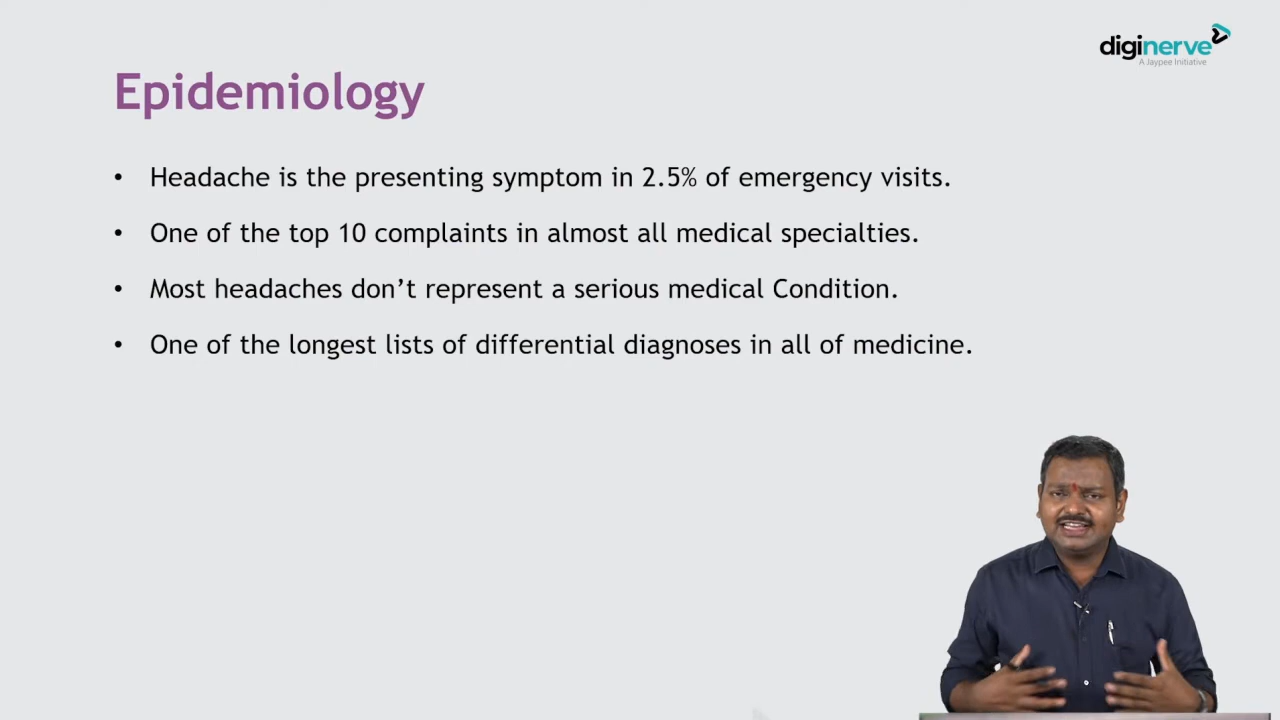 diginerve
A Jaypee Initiative
Epidemiology
• Headache is the presenting symptom in 2.5% of emergency visits.
• One of the top 10 complaints in almost all medical specialties.
• Most headaches don’t represent a serious medical Condition.
• One of the longest lists of differential diagnoses in all of medicine.